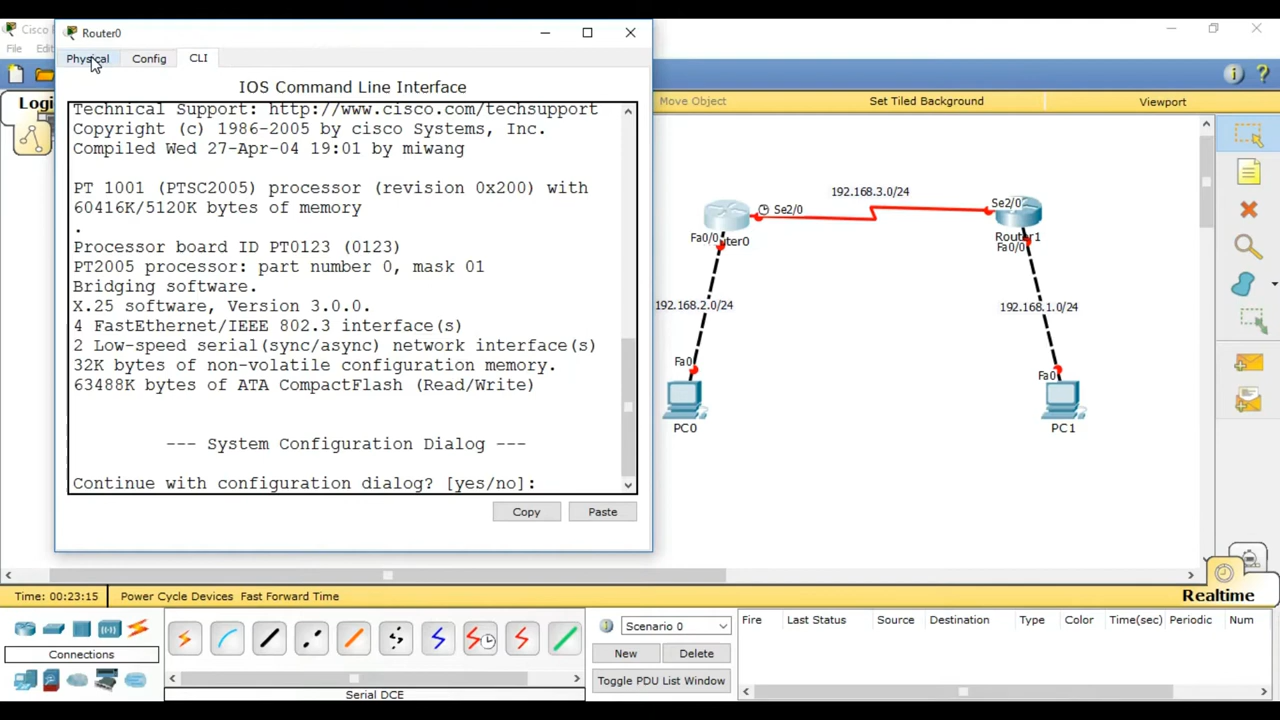 Router0
Cisco
File
Edi
Physical
Config
CLI
IOS Command Line Interface
Technical Support: http://www.cisco.com/techsupport
Copyright (c) 1986-2005 by cisco Systems, Inc.
Compiled Wed 27-Apr-04 19:01 by miwang
PT 1001 (PTSC2005) processor (revision 0x200) with
60416K/5120K bytes of memory
.
Processor board ID PT0123 (0123)
PT2005 processor: part number 0, mask 01
Bridging software.
X.25 software, Version 3.0.0.
4 FastEthernet/IEEE 802.3 interface(s)
2 Low-speed serial(sync/async) network interface(s)
32K bytes of non-volatile configuration memory.
63488K bytes of ATA CompactFlash (Read/Write)
--- System Configuration Dialog ---
Continue with configuration dialog? [yes/no]:
Copy
Paste
Logi
Move Object
Set Tiled Background
Viewport
192.168.3.0/24
Se2/0
Se2/0
Fa0/0
uter0
Router1
Fa0/0
192.168.2.0/24
192.168.1.0/24
Fa0
Fa0
PC0
PC1
Time: 00:23:15
Power Cycle Devices
Fast Forward Time
Realtime
Connections
Serial DCE
Scenario 0
New
Delete
Toggle PDU List Window
Fire
Last Status
Source
Destination
Type
Color
Time(sec)
Periodic
Num